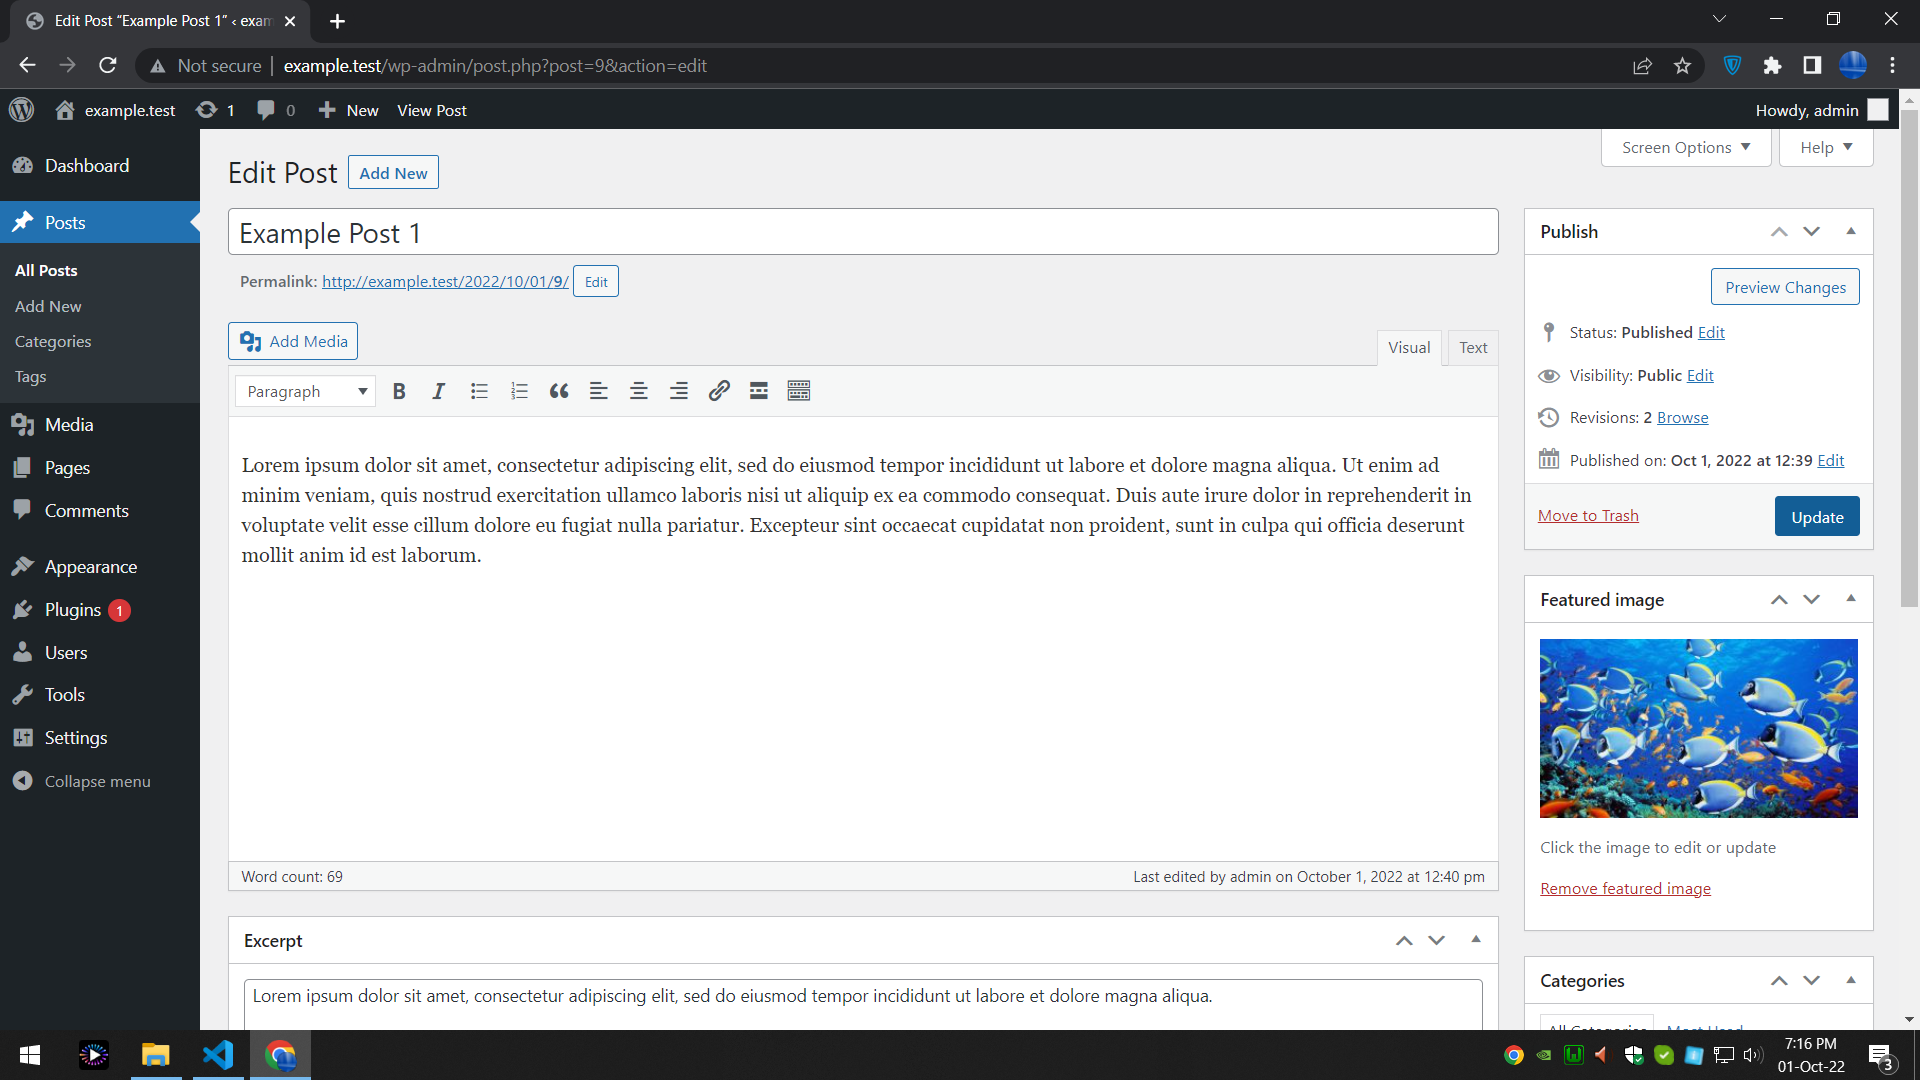 Edit Post “Example Post 1” ‹ exam
Not secure
example.test/wp-admin/post.php?post=9&action=edit
example.test
1
0
New
View Post
Howdy, admin
Dashboard
Posts
All Posts
Add New
Categories
Tags
Media
Pages
Comments
Appearance
Plugins 1
Users
Tools
Settings
Collapse menu
Screen Options
Help
Edit Post
Add New
Example Post 1
Permalink: http://example.test/2022/10/01/9/ Edit
Add Media
Visual
Text
Paragraph
Lorem ipsum dolor sit amet, consectetur adipiscing elit, sed do eiusmod tempor incididunt ut labore et dolore magna aliqua. Ut enim ad
minim veniam, quis nostrud exercitation ullamco laboris nisi ut aliquip ex ea commodo consequat. Duis aute irure dolor in reprehenderit in
voluptate velit esse cillum dolore eu fugiat nulla pariatur. Excepteur sint occaecat cupidatat non proident, sunt in culpa qui officia deserunt
mollit anim id est laborum.
Word count: 69
Last edited by admin on October 1, 2022 at 12:40 pm
Excerpt
Lorem ipsum dolor sit amet, consectetur adipiscing elit, sed do eiusmod tempor incididunt ut labore et dolore magna aliqua.
Publish
Preview Changes
Status: Published Edit
Visibility: Public Edit
Revisions: 2 Browse
Published on: Oct 1, 2022 at 12:39 Edit
Move to Trash
Update
Featured image
Click the image to edit or update
Remove featured image
Categories
All Categories
Most Used
7:16 PM
01-Oct-22
3